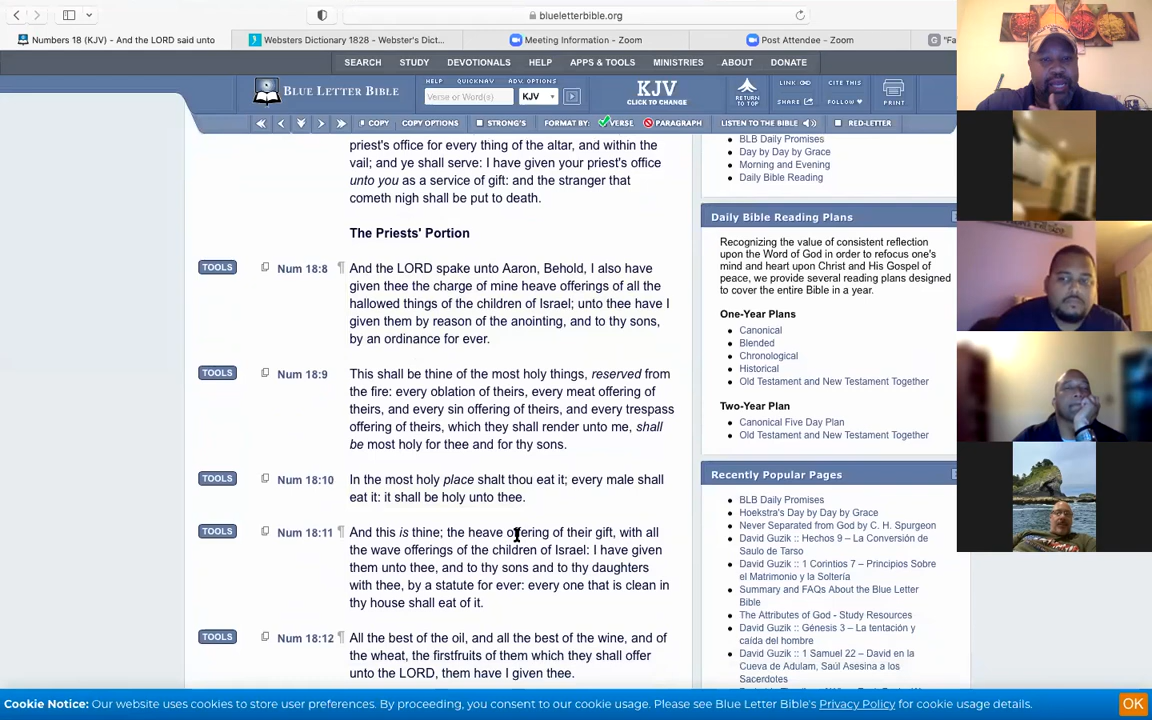 blueletterbible.org
Numbers 18 (KJV) - And the LORD said unto
Websters Dictionary 1828 - Webster's Dict...
Meeting Information - Zoom
Post Attendee - Zoom
SEARCH STUDY DEVOTIONALS HELP APPS & TOOLS MINISTRIES ABOUT DONATE
BLUE LETTER BIBLE
HELP QUICKNAV ADV. OPTIONS
Verse or Word(s) KJV
KJV
CLICK TO CHANGE
RETURN
TO TOP
LINK CITE THIS
SHARE FOLLOW
PRINT
COPY COPY OPTIONS STRONG'S FORMAT BY: VERSE PARAGRAPH LISTEN TO THE BIBLE RED-LETTER
priest's office for every thing of the altar, and within the
vail; and ye shall serve: I have given your priest's office
unto you as a service of gift: and the stranger that
cometh nigh shall be put to death.
The Priests' Portion
TOOLS Num 18:8 ¶ And the LORD spake unto Aaron, Behold, I also have
given thee the charge of mine heave offerings of all the
hallowed things of the children of Israel; unto thee have I
given them by reason of the anointing, and to thy sons,
by an ordinance for ever.
TOOLS Num 18:9 This shall be thine of the most holy things, reserved from
the fire: every oblation of theirs, every meat offering of
theirs, and every sin offering of theirs, and every trespass
offering of theirs, which they shall render unto me, shall
be most holy for thee and for thy sons.
TOOLS Num 18:10 In the most holy place shalt thou eat it; every male shall
eat it: it shall be holy unto thee.
TOOLS Num 18:11 ¶ And this is thine; the heave offering of their gift, with all
the wave offerings of the children of Israel: I have given
them unto thee, and to thy sons and to thy daughters
with thee, by a statute for ever: every one that is clean in
thy house shall eat of it.
TOOLS Num 18:12 ¶ All the best of the oil, and all the best of the wine, and of
the wheat, the firstfruits of them which they shall offer
unto the LORD, them have I given thee.
BLB Daily Promises
Day by Day by Grace
Morning and Evening
Daily Bible Reading
Daily Bible Reading Plans
Recognizing the value of consistent reflection
upon the Word of God in order to refocus one's
mind and heart upon Christ and His Gospel of
peace, we provide several reading plans designed
to cover the entire Bible in a year.
One-Year Plans
Canonical
Blended
Chronological
Historical
Old Testament and New Testament Together
Two-Year Plan
Canonical Five Day Plan
Old Testament and New Testament Together
Recently Popular Pages
BLB Daily Promises
Hoekstra's Day by Day by Grace
Never Separated from God by C. H. Spurgeon
David Guzik :: Hechos 9 – La Conversión de
Saulo de Tarso
David Guzik :: 1 Corintios 7 – Principios Sobre
el Matrimonio y la Soltería
Summary and FAQs About the Blue Letter
Bible
The Attributes of God - Study Resources
David Guzik :: Génesis 3 – La tentación y
caída del hombre
David Guzik :: 1 Samuel 22 – David en la
Cueva de Adulam, Saúl Asesina a los
Sacerdotes
Cookie Notice: Our website uses cookies to store user preferences. By proceeding, you consent to our cookie usage. Please see Blue Letter Bible's Privacy Policy for cookie usage details. OK